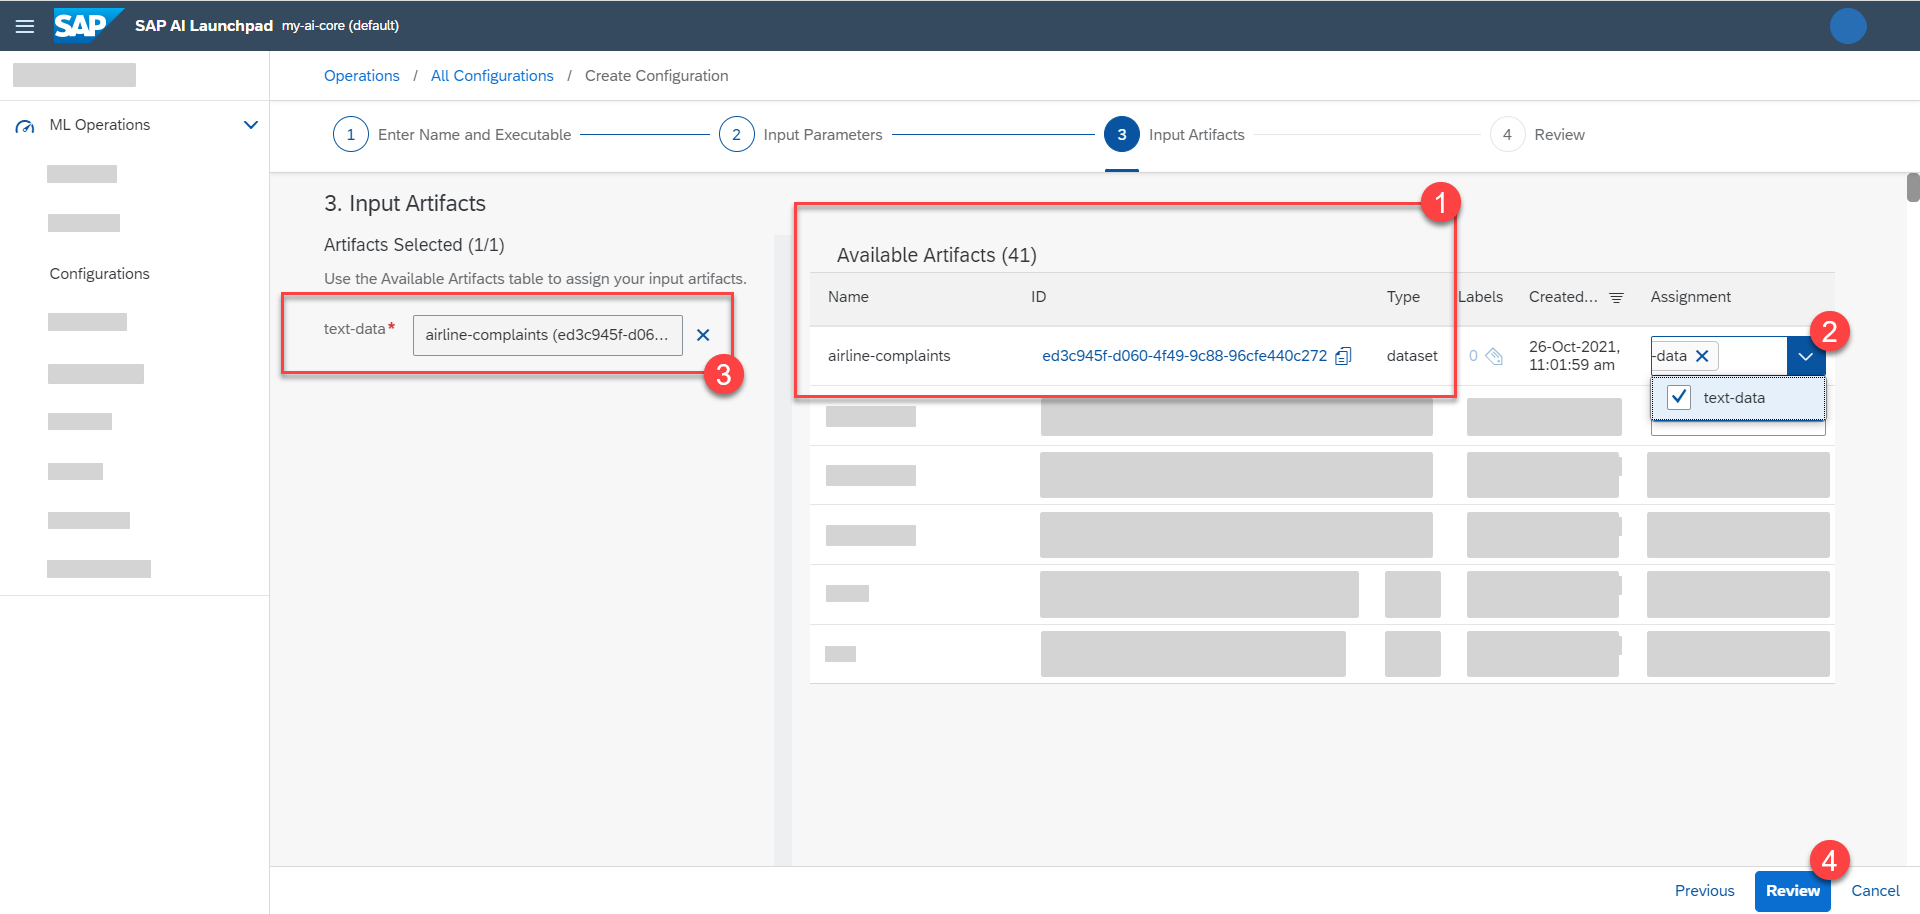 SAP SAP AI Launchpad my-ai-core (default)
Operations / All Configurations / Create Configuration
ML Operations
Configurations
1 Enter Name and Executable 2 Input Parameters 3 Input Artifacts 4 Review
3. Input Artifacts
Artifacts Selected (1/1)
Use the Available Artifacts table to assign your input artifacts.
text-data* airline-complaints (ed3c945f-d06...
3
1
Available Artifacts (41)
Name ID Type Labels Created... Assignment
2
airline-complaints ed3c945f-d060-4f49-9c88-96cfe440c272 dataset 0 26-Oct-2021, -data
11:01:59 am
text-data
4
Previous Review Cancel